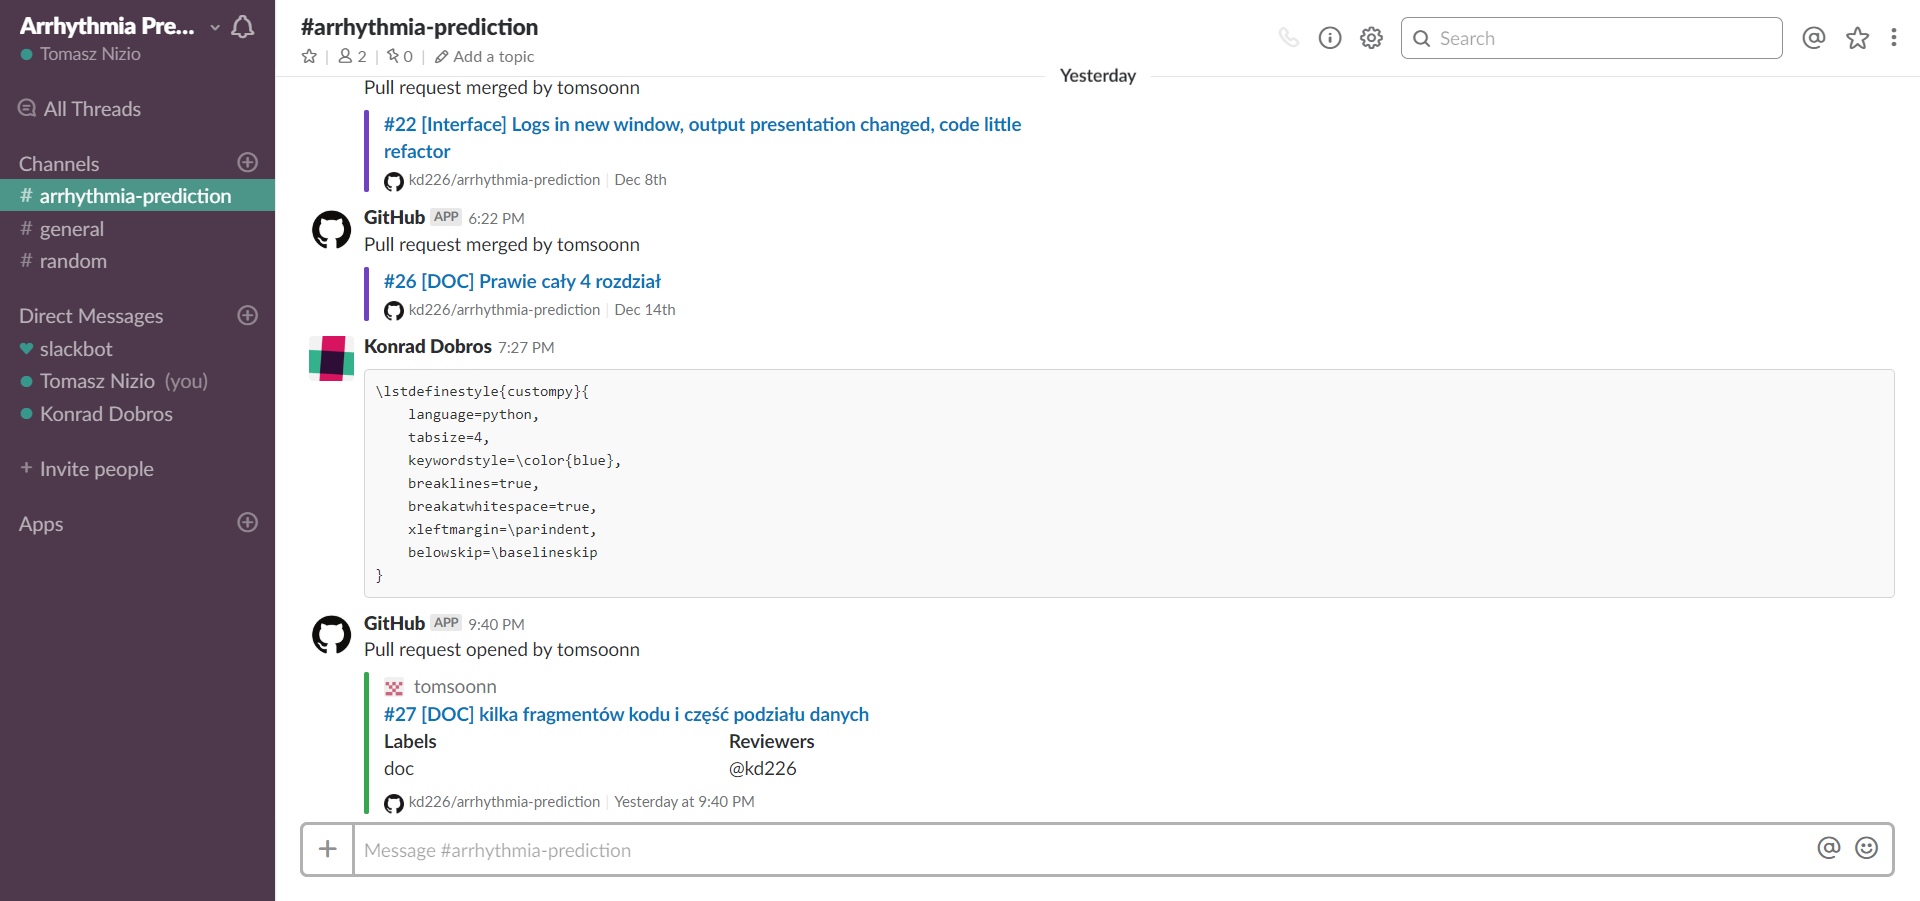 Arrhythmia Pre...
Tomasz Nizio
All Threads
Channels
# arrhythmia-prediction
# general
# random
Direct Messages
slackbot
Tomasz Nizio (you)
Konrad Dobros
+ Invite people
Apps
#arrhythmia-prediction
2 | 0 | Add a topic
Search
Yesterday
Pull request merged by tomsoonn
#22 [Interface] Logs in new window, output presentation changed, code little
refactor
kd226/arrhythmia-prediction | Dec 8th
GitHub APP 6:22 PM
Pull request merged by tomsoonn
#26 [DOC] Prawie cały 4 rozdział
kd226/arrhythmia-prediction | Dec 14th
Konrad Dobros 7:27 PM
\lstdefinestyle{custompy}{
    language=python,
    tabsize=4,
    keywordstyle=\color{blue},
    breaklines=true,
    breakatwhitespace=true,
    xleftmargin=\parindent,
    belowskip=\baselineskip
}
GitHub APP 9:40 PM
Pull request opened by tomsoonn
tomsoonn
#27 [DOC] kilka fragmentów kodu i część podziału danych
Labels Reviewers
doc @kd226
kd226/arrhythmia-prediction | Yesterday at 9:40 PM
+ Message #arrhythmia-prediction @